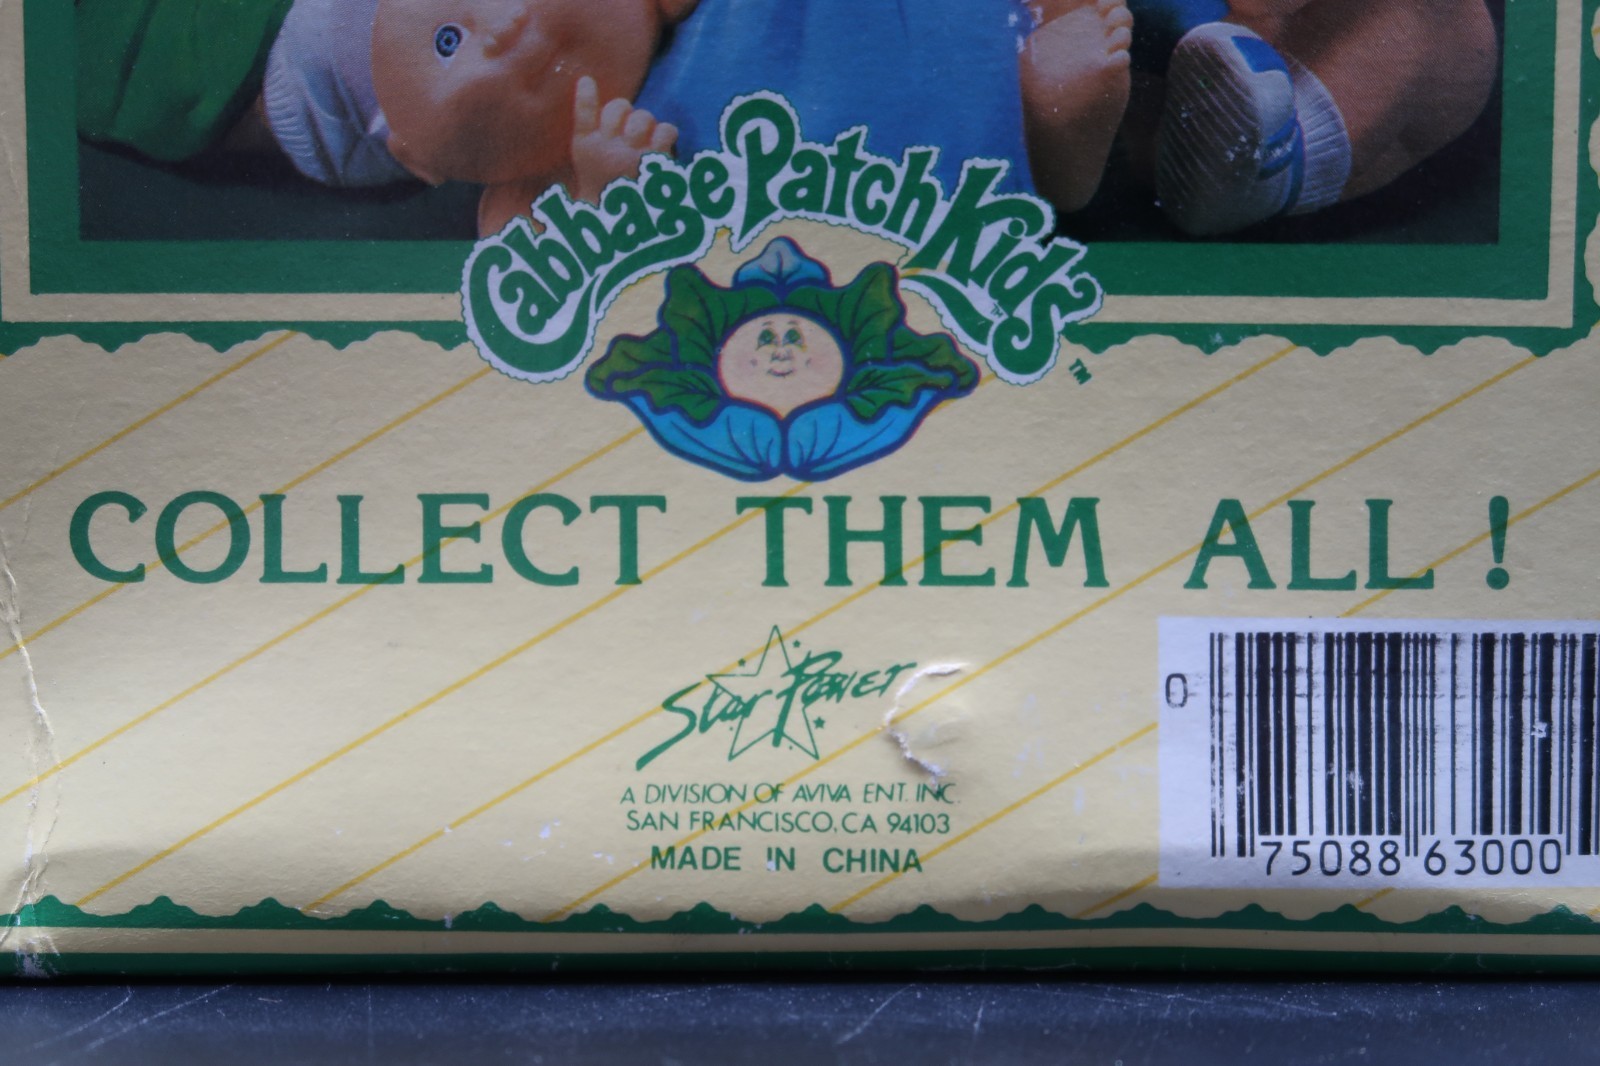 Cabbage Patch Kids™
™
COLLECT THEM ALL !
Star Power
A DIVISION OF AVIVA ENT. INC.
SAN FRANCISCO, CA 94103
MADE IN CHINA
0 75088 63000